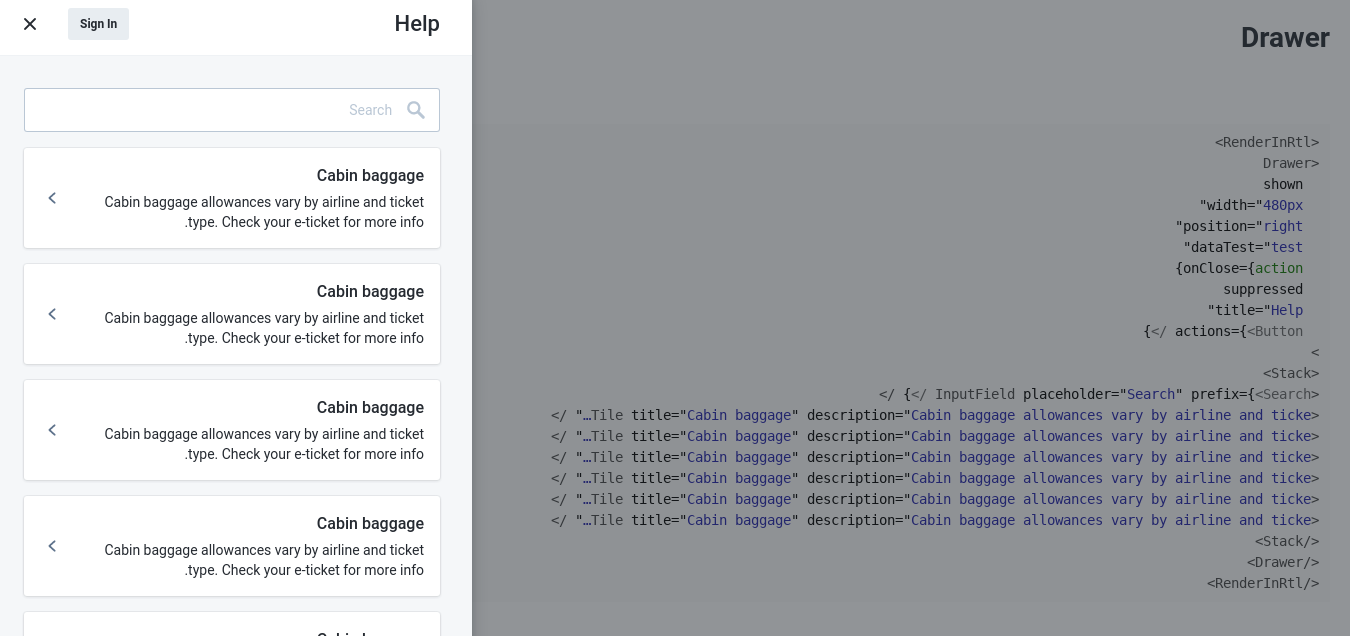 Help
Sign In
Search
Cabin baggage
Cabin baggage allowances vary by airline and ticket
.type. Check your e-ticket for more info
Cabin baggage
Cabin baggage allowances vary by airline and ticket
.type. Check your e-ticket for more info
Cabin baggage
Cabin baggage allowances vary by airline and ticket
.type. Check your e-ticket for more info
Cabin baggage
Cabin baggage allowances vary by airline and ticket
.type. Check your e-ticket for more info
Drawer
<RenderInRtl>
Drawer>
shown
"width="480px
"position="right
"dataTest="test
{onClose={action
suppressed
"title="Help
{</ actions={<Button
<
<Stack>
</ {</ InputField placeholder="Search" prefix={<Search>
</ "…Tile title="Cabin baggage" description="Cabin baggage allowances vary by airline and ticke>
</ "…Tile title="Cabin baggage" description="Cabin baggage allowances vary by airline and ticke>
</ "…Tile title="Cabin baggage" description="Cabin baggage allowances vary by airline and ticke>
</ "…Tile title="Cabin baggage" description="Cabin baggage allowances vary by airline and ticke>
</ "…Tile title="Cabin baggage" description="Cabin baggage allowances vary by airline and ticke>
</ "…Tile title="Cabin baggage" description="Cabin baggage allowances vary by airline and ticke>
<Stack/>
<Drawer/>
<RenderInRtl/>